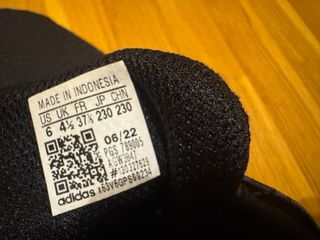 MADE IN INDONESIA
US UK FR JP CHN
6 4½ 37⅓ 230 230
06/22
PGS 789005
adidas